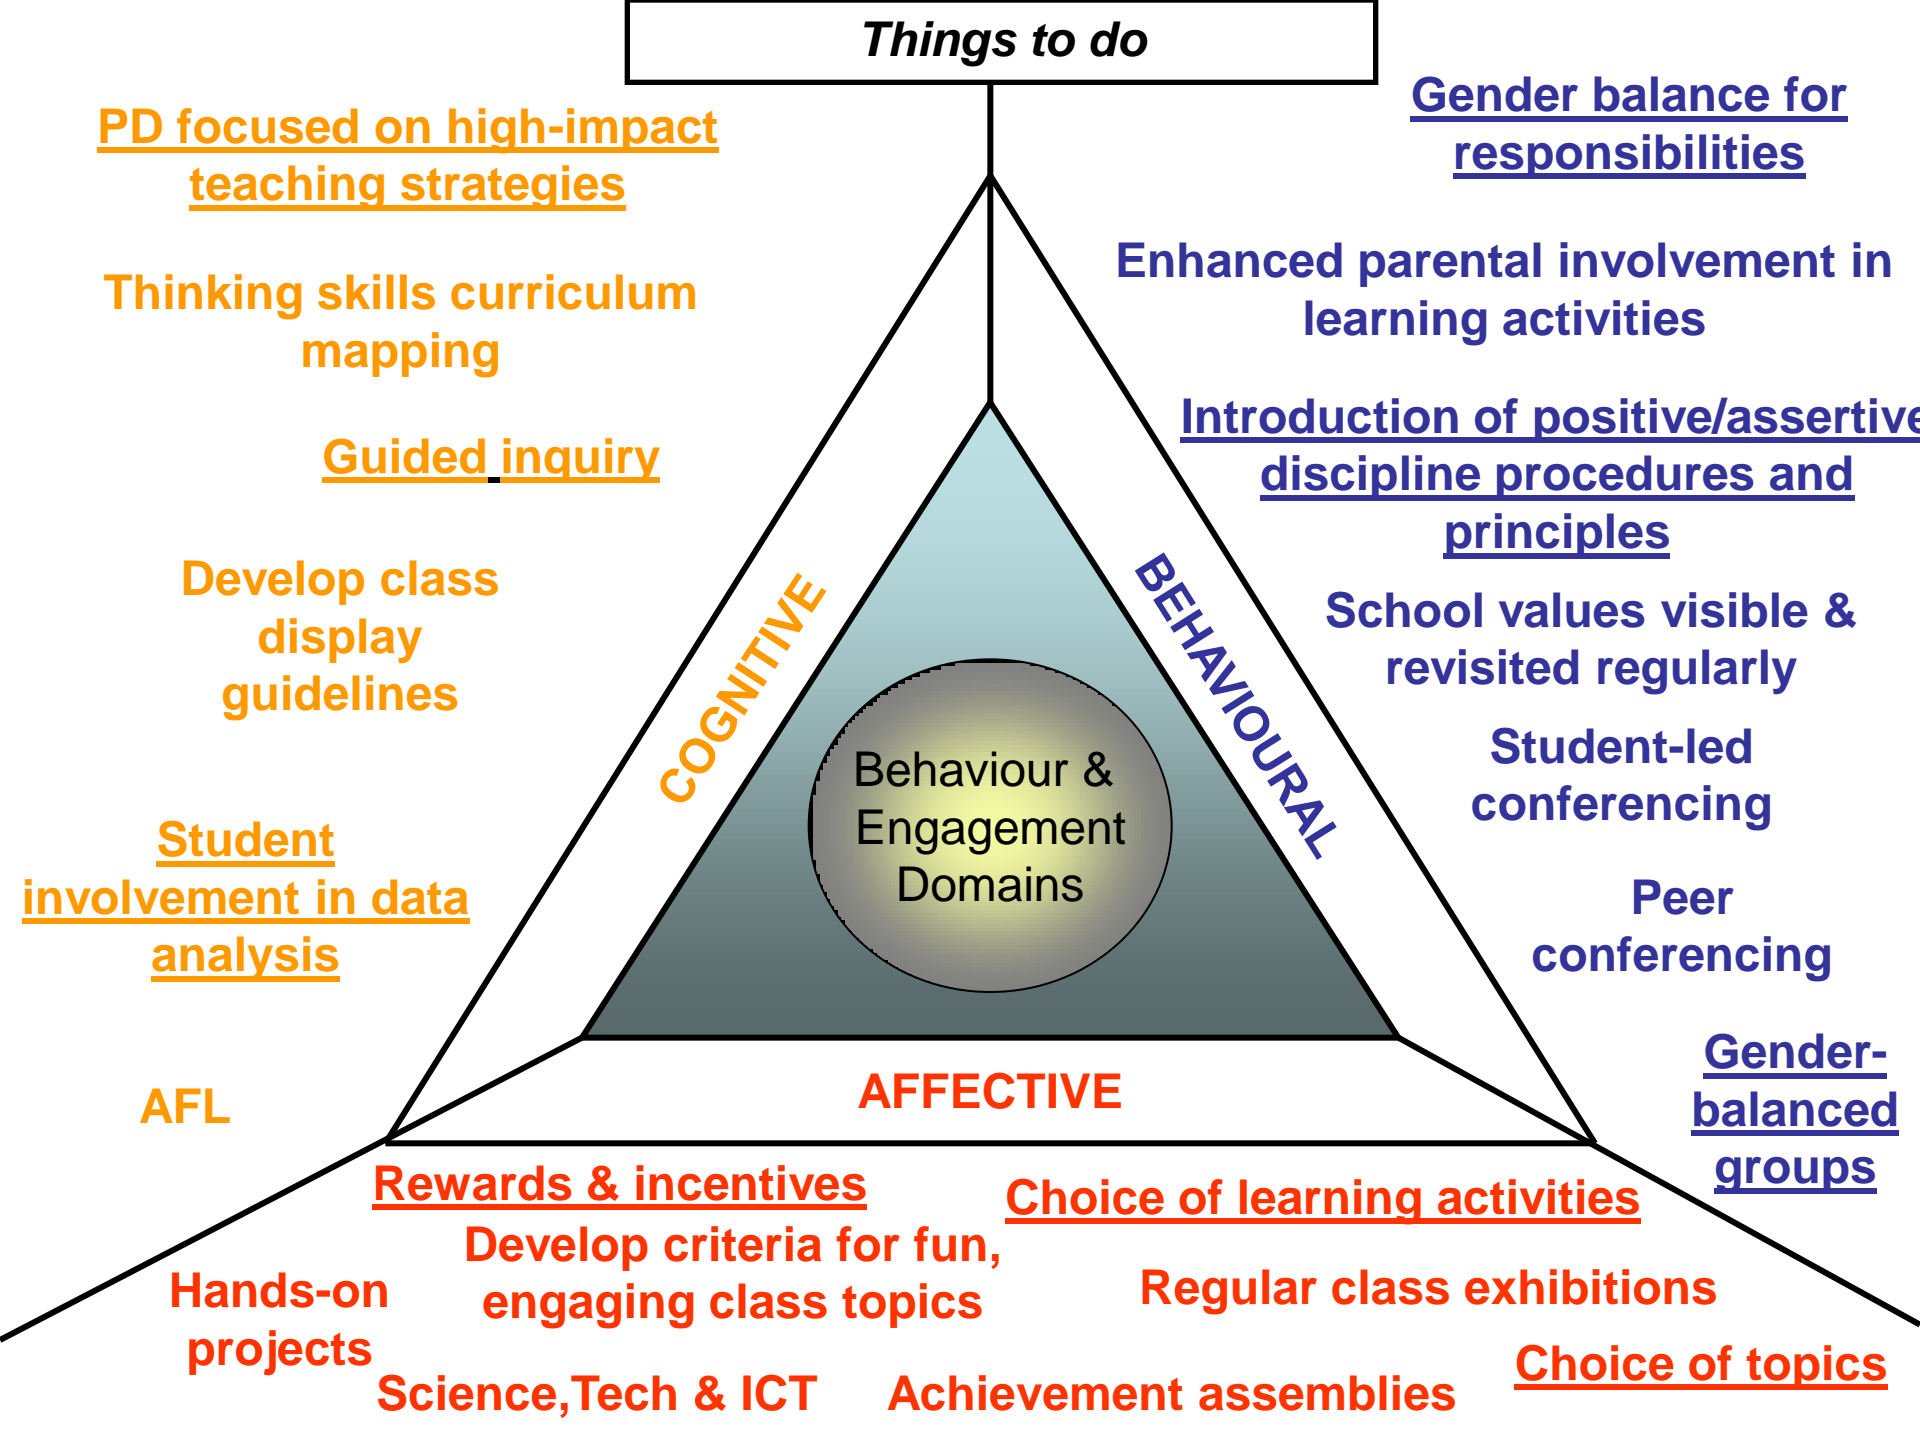 Things to do
PD focused on high-impact
teaching strategies
Thinking skills curriculum
mapping
Guided inquiry
Develop class
display
guidelines
Student
involvement in data
analysis
AFL
COGNITIVE
Gender balance for
responsibilities
Enhanced parental involvement in
learning activities
Introduction of positive/assertive
discipline procedures and
principles
School values visible &
revisited regularly
Student-led
conferencing
Peer
conferencing
Gender-
balanced
groups
BEHAVIOURAL
Behaviour &
Engagement
Domains
AFFECTIVE
Rewards & incentives
Choice of learning activities
Develop criteria for fun,
engaging class topics
Regular class exhibitions
Hands-on
projects
Choice of topics
Science,Tech & ICT
Achievement assemblies